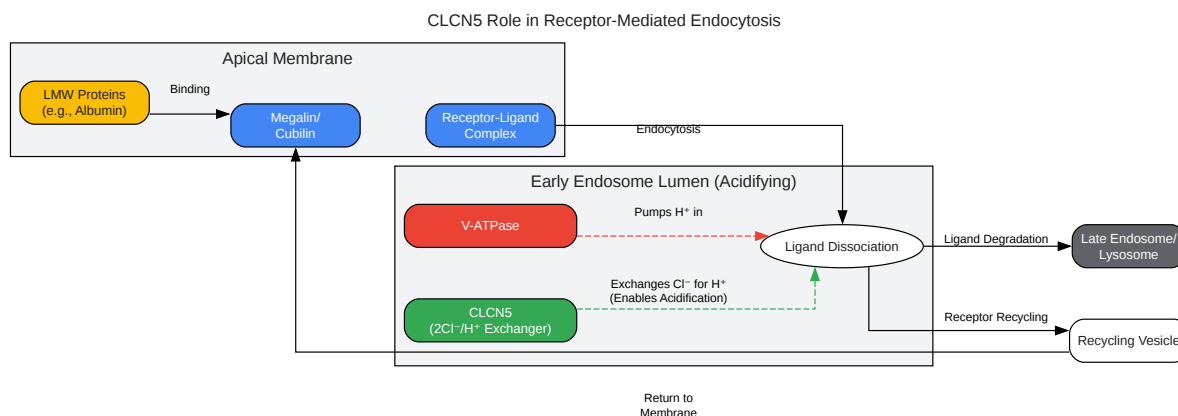 CLCN5 Role in Receptor-Mediated Endocytosis
Apical Membrane
LMW Proteins
(e.g., Albumin)
Binding
Megalin/
Cubilin
Receptor-Ligand
Complex
Endocytosis
Early Endosome Lumen (Acidifying)
V-ATPase
Pumps H⁺ in
Ligand Dissociation
Ligand Degradation
Late Endosome/
Lysosome
CLCN5
(2Cl⁻/H⁺ Exchanger)
Exchanges Cl⁻ for H⁺
(Enables Acidification)
Receptor Recycling
Recycling Vesicle
Return to
Membrane